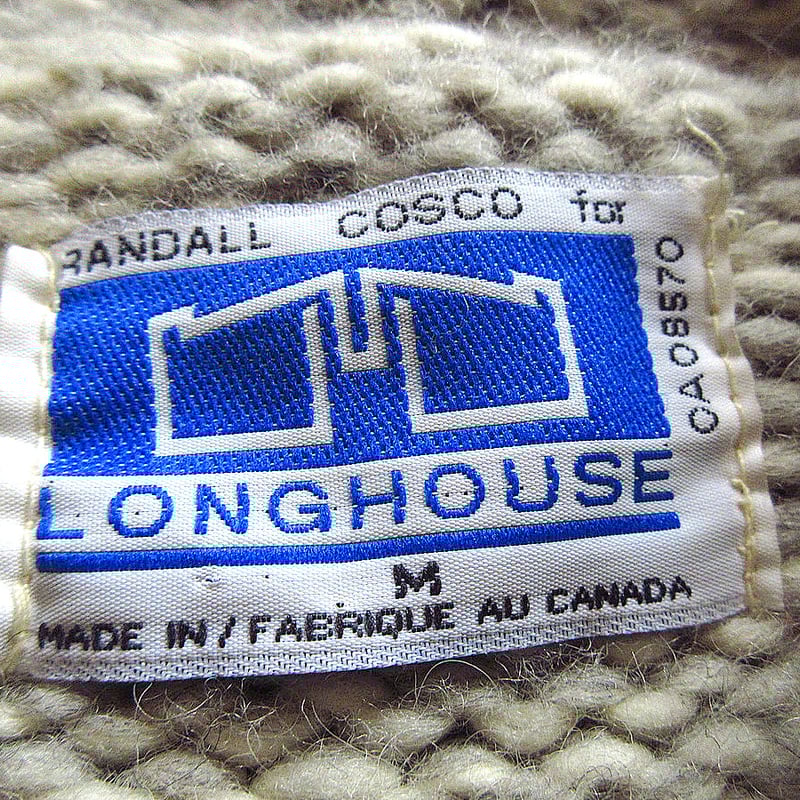 RANDALL COSCO for
CA08570
LONGHOUSE
M
MADE IN / FABRIQUE AU CANADA